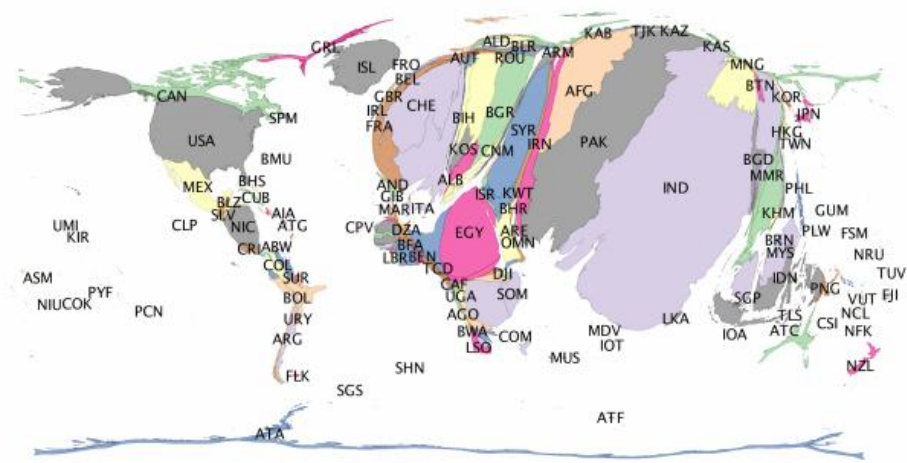 GRL
ISL
FRO
BEL
AUT
ALD
BLR
ROU
ARM
KAB
TJK
KAZ
KAS
MNG
BTN
KOR
JPN
CAN
SPM
USA
GBR
IRL
FRA
CHE
BIH
BGR
SYR
IRN
AFG
PAK
HKG
TWN
KOS
CNM
BMU
BHS
MEX
BLZ
CUB
SLV
NIC
AIA
ATG
CLP
AND
GIB
MAR
ITA
ALB
ISR
KWT
BHR
IND
BGD
MMR
PHL
KHM
PLW
GUM
FSM
UMI
KIR
CPV
DZA
BFA
LBR
BEN
EGY
ARE
OMN
CRI
ABW
COL
SUR
TCD
CAF
DJI
UGA
SOM
BRN
MYS
IDN
SGP
NRU
TUV
ASM
NIU
COK
PYF
PCN
BOL
URY
ARG
AGO
BWA
LSO
COM
MUS
MDV
IOT
LKA
IOA
TLS
ATC
CSI
PNG
VUT
FJI
NCL
NFK
NZL
FLK
SHN
SGS
ATF
ATA